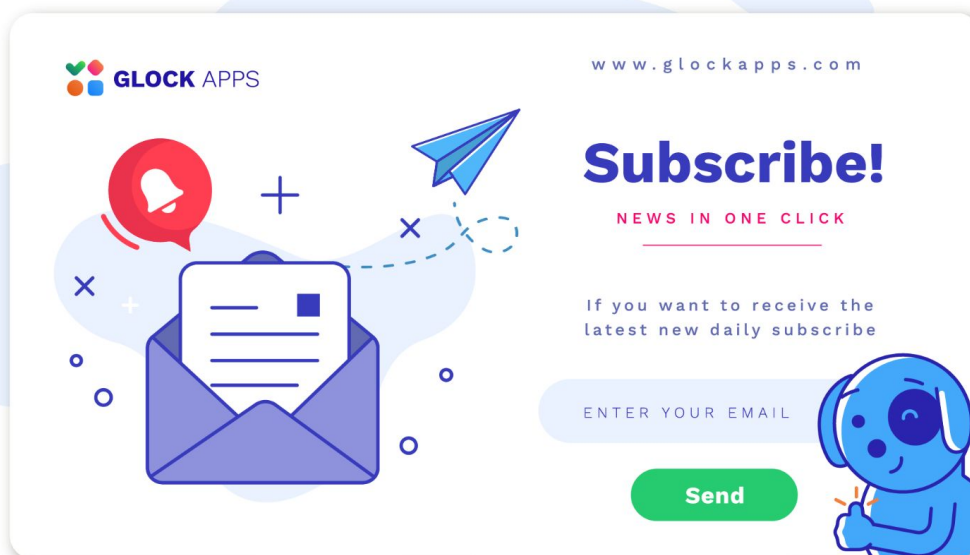 GLOCK APPS
www.glockapps.com
Subscribe!
NEWS IN ONE CLICK
If you want to receive the
latest new daily subscribe
ENTER YOUR EMAIL
Send